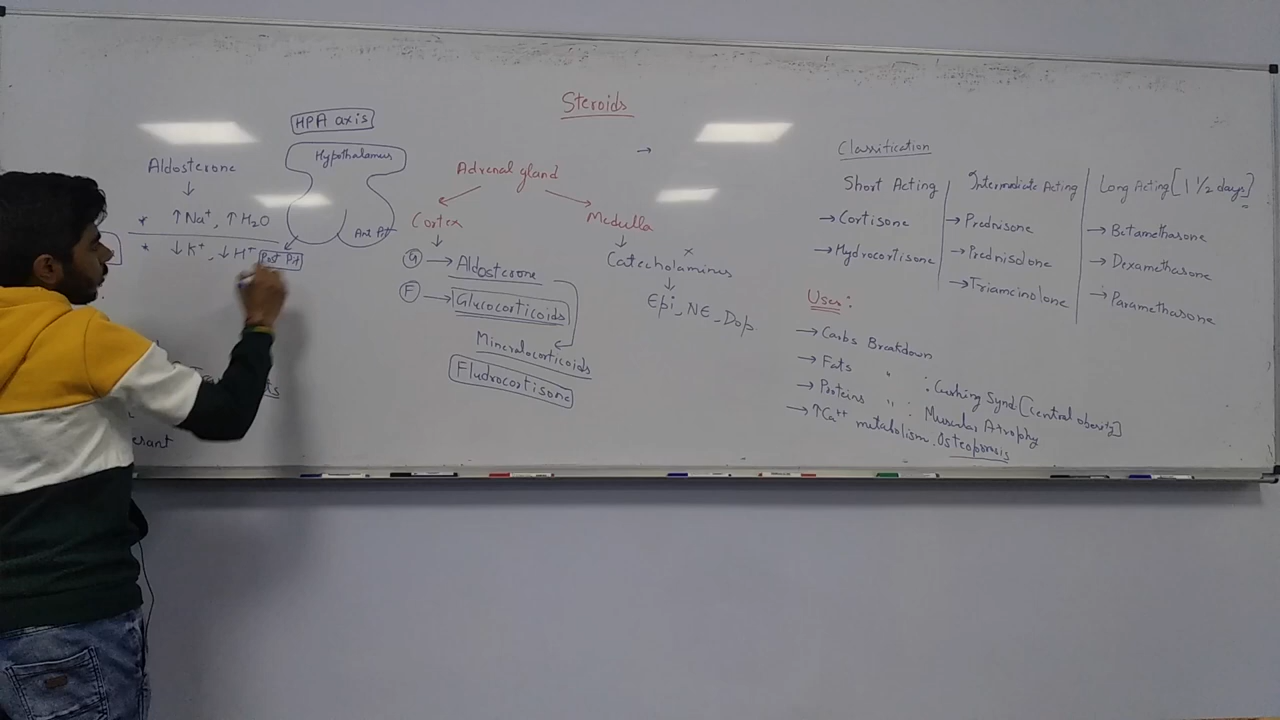 Steroids
HPA axis
Hypothalamus
Ant Pit
Post Pit
Aldosterone
↓
* ↑ Na⁺, ↑ H₂O
* ↓ K⁺, ↓ H⁺
erant
→
Adrenal gland
Cortex
↓
G → Aldosterone
F → Glucocorticoids
Mineralocorticoids
Fludrocortisone
Medulla
↓ x
Catecholamines
↓
Epi, NE, Dop.
Classification
Short Acting
→ Cortisone
→ Hydrocortisone
Intermediate Acting
→ Prednisone
→ Prednisolone
→ Triamcinolone
Long Acting [1 1/2 days]
→ Betamethasone
→ Dexamethasone
→ Paramethasone
Uses:
→ Carbs Breakdown
→ Fats " : Cushing Synd [central obesity]
→ Proteins " " : Muscular Atrophy
→ ↑ Ca⁺⁺ metabolism. Osteoporosis